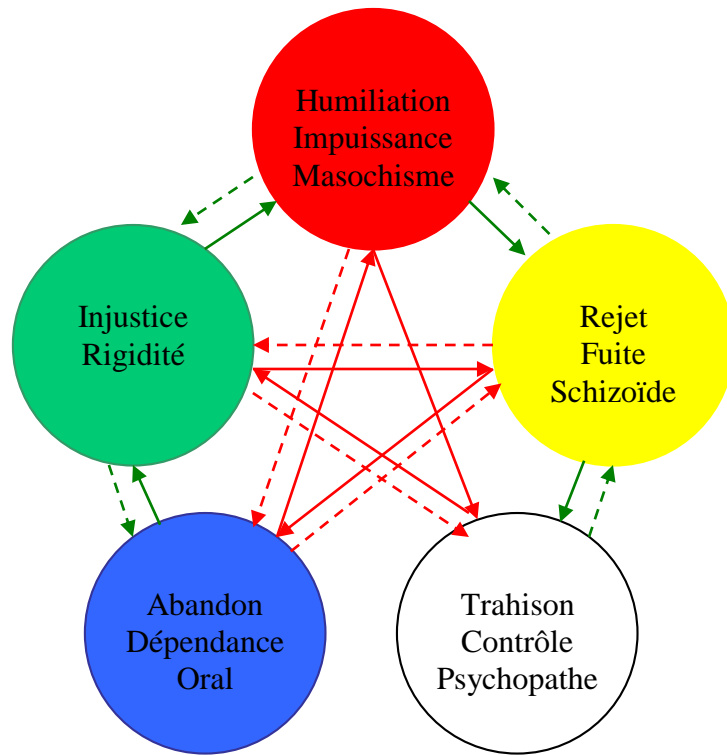 Humiliation
Impuissance
Masochisme
Injustice
Rigidité
Rejet
Fuite
Schizoïde
Abandon
Dépendance
Oral
Trahison
Contrôle
Psychopathe